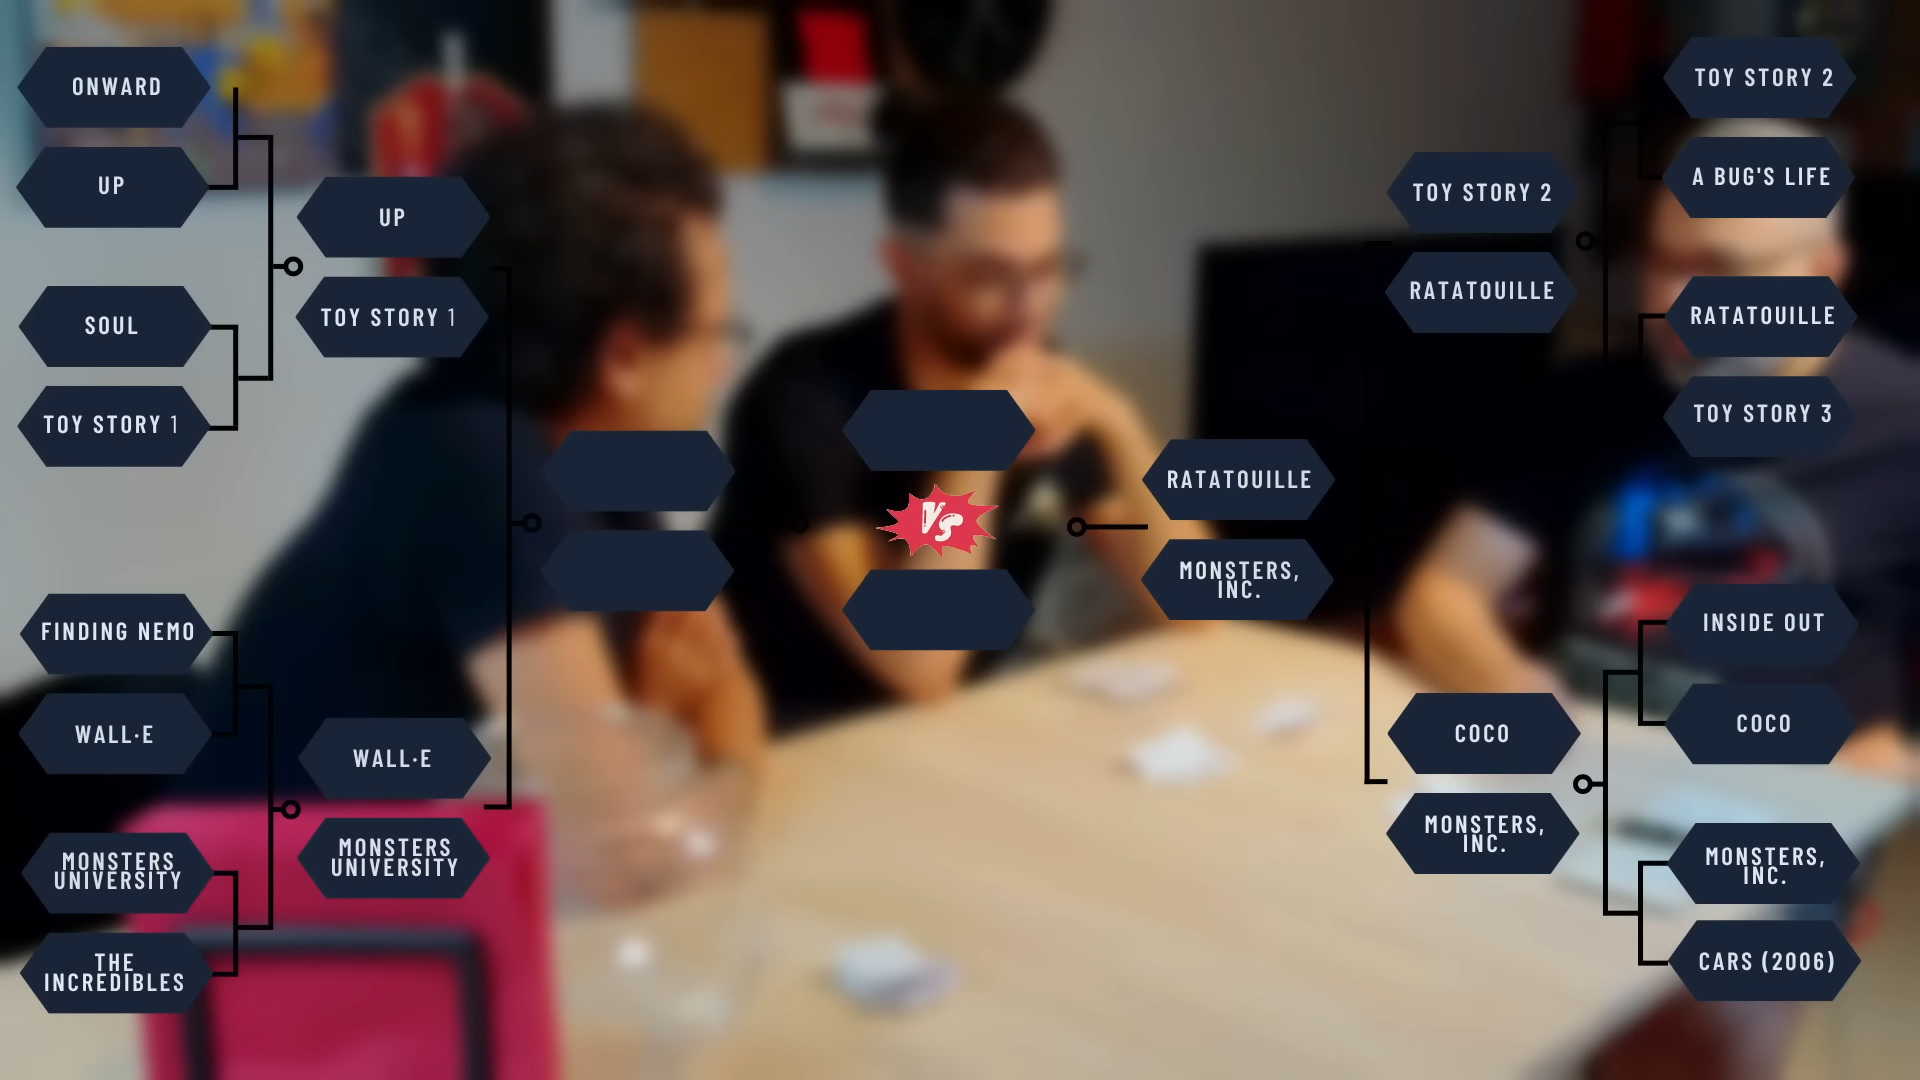 ONWARD
UP
SOUL
TOY STORY 1
FINDING NEMO
WALL·E
MONSTERS
UNIVERSITY
THE
INCREDIBLES
UP
TOY STORY 1
WALL·E
MONSTERS
UNIVERSITY
VS
RATATOUILLE
MONSTERS,
INC.
TOY STORY 2
RATATOUILLE
COCO
MONSTERS,
INC.
TOY STORY 2
A BUG'S LIFE
RATATOUILLE
TOY STORY 3
INSIDE OUT
COCO
MONSTERS,
INC.
CARS (2006)